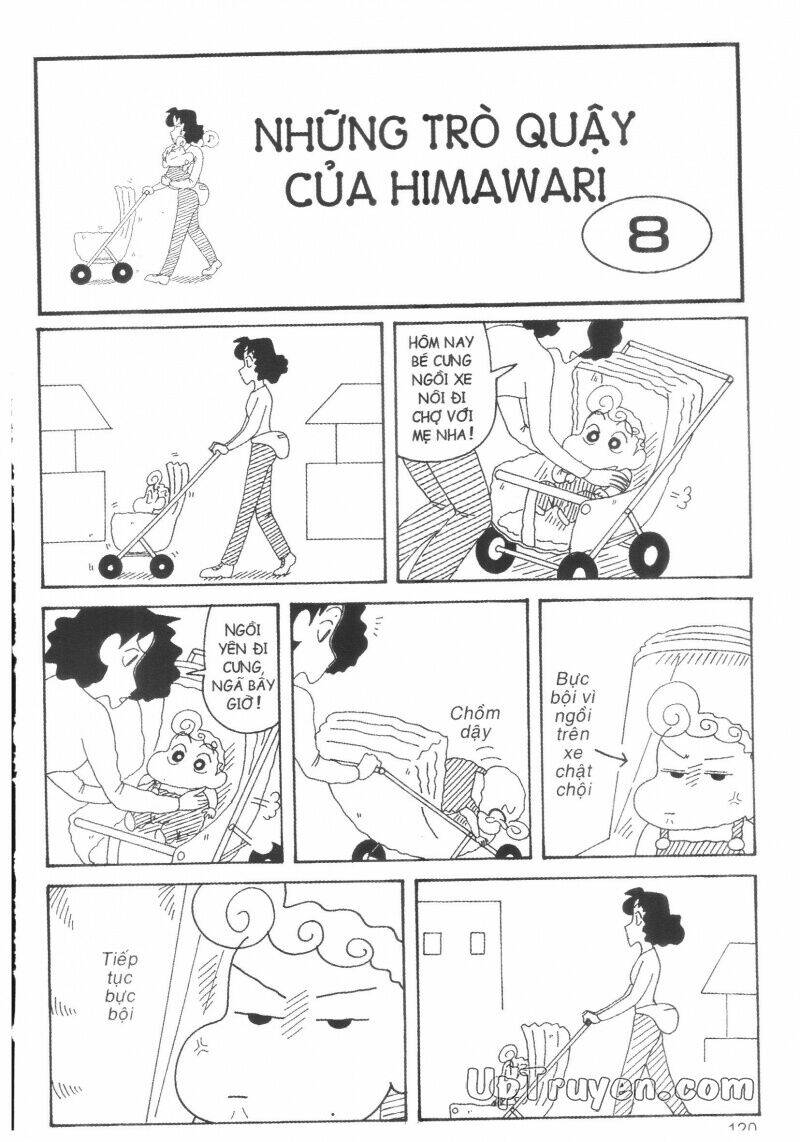 NHỮNG TRÒ QUẬY
CỦA HIMAWARI
8
HÔM NAY
BÉ CƯNG
NGỒI XE
NÔI ĐI
CHỢ VỚI
MẸ NHA!
NGỒI
YÊN ĐI
CƯNG,
NGÃ BÂY
GIỜ!
Chồm
dậy
Bực
bội vì
ngồi
trên
xe
chật
chội
Tiếp
tục
bực
bội
UpTruyen.com
120